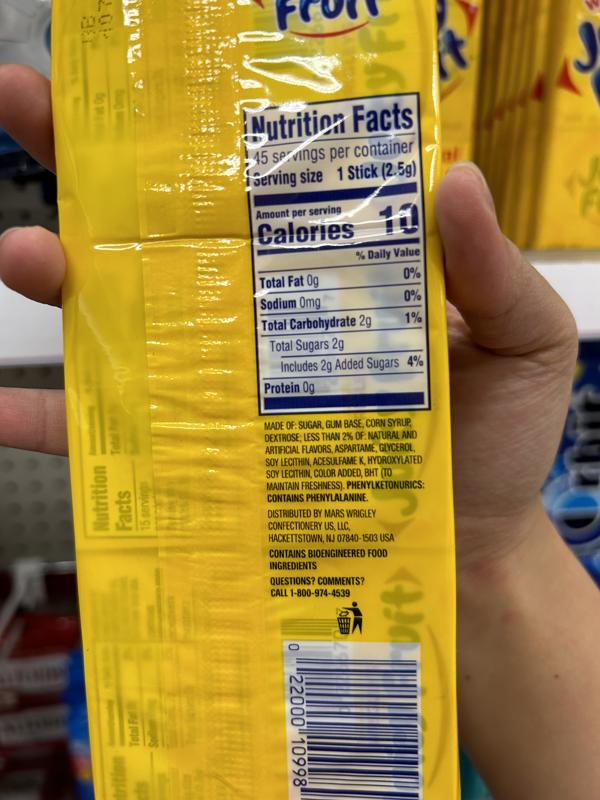 Fruit
Nutrition Facts
45 servings per container
Serving size 1 Stick (2.5g)
Amount per serving
Calories 10
% Daily Value
Total Fat 0g 0%
Sodium 0mg 0%
Total Carbohydrate 2g 1%
Total Sugars 2g
Includes 2g Added Sugars 4%
Protein 0g
MADE OF: SUGAR, GUM BASE, CORN SYRUP,
DEXTROSE; LESS THAN 2% OF: NATURAL AND
ARTIFICIAL FLAVORS, ASPARTAME, GLYCEROL,
SOY LECITHIN, ACESULFAME K, HYDROXYLATED
SOY LECITHIN, COLOR ADDED, BHT (TO
MAINTAIN FRESHNESS). PHENYLKETONURICS:
CONTAINS PHENYLALANINE.
DISTRIBUTED BY MARS WRIGLEY
CONFECTIONERY US, LLC,
HACKETTSTOWN, NJ 07840-1503 USA
CONTAINS BIOENGINEERED FOOD
INGREDIENTS
QUESTIONS? COMMENTS?
CALL 1-800-974-4539
0 22000 10998
Nutrition
Facts
15 servings
Orbit